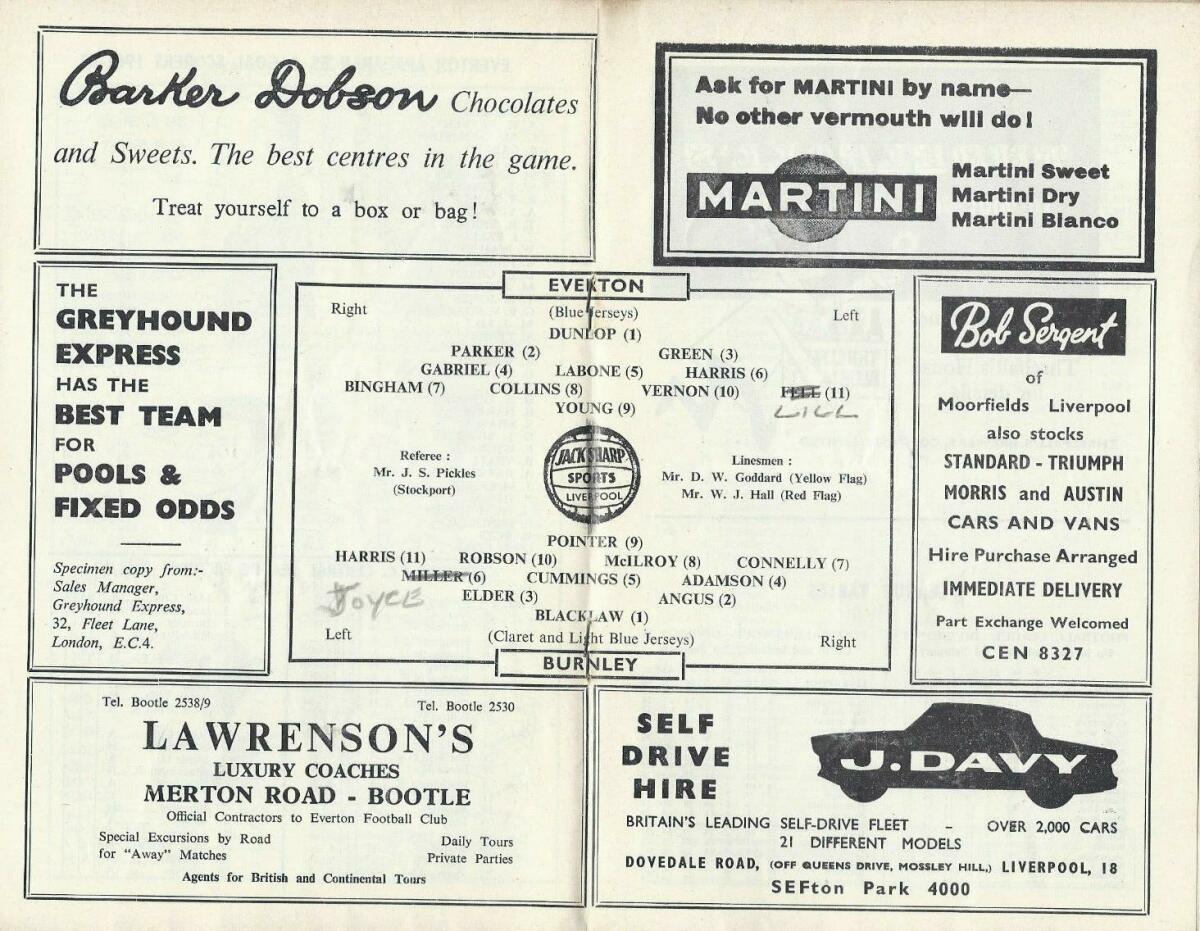 Barker Dobson Chocolates
and Sweets. The best centres in the game.
Treat yourself to a box or bag!
Ask for MARTINI by name—
No other vermouth will do!
MARTINI
Martini Sweet
Martini Dry
Martini Bianco
THE
GREYHOUND
EXPRESS
HAS THE
BEST TEAM
FOR
POOLS &
FIXED ODDS
Specimen copy from:-
Sales Manager,
Greyhound Express,
32, Fleet Lane,
London, E.C.4.
EVERTON
Right (Blue Jerseys) Left
DUNLOP (1)
PARKER (2) GREEN (3)
GABRIEL (4) LABONE (5) HARRIS (6)
BINGHAM (7) COLLINS (8) VERNON (10) (11)
YOUNG (9) LILL
JACK SHARP
SPORTS
LIVERPOOL
Referee :
Mr. J. S. Pickles
(Stockport)
Linesmen :
Mr. D. W. Goddard (Yellow Flag)
Mr. W. J. Hall (Red Flag)
POINTER (9)
HARRIS (11) ROBSON (10) McILROY (8) CONNELLY (7)
MILLER (6) CUMMINGS (5) ADAMSON (4)
JOYCE ELDER (3) ANGUS (2)
BLACKLAW (1)
Left (Claret and Light Blue Jerseys) Right
BURNLEY
Bob Sergent
of
Moorfields Liverpool
also stocks
STANDARD - TRIUMPH
MORRIS and AUSTIN
CARS AND VANS
Hire Purchase Arranged
IMMEDIATE DELIVERY
Part Exchange Welcomed
CEN 8327
Tel. Bootle 2538/9 Tel. Bootle 2530
LAWRENSON'S
LUXURY COACHES
MERTON ROAD - BOOTLE
Official Contractors to Everton Football Club
Special Excursions by Road
for "Away" Matches
Daily Tours
Private Parties
Agents for British and Continental Tours
SELF
DRIVE
HIRE
J. DAVY
BRITAIN'S LEADING SELF-DRIVE FLEET – OVER 2,000 CARS
21 DIFFERENT MODELS
DOVEDALE ROAD, (OFF QUEENS DRIVE, MOSSLEY HILL,) LIVERPOOL, 18
SEFton Park 4000